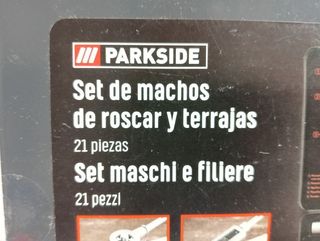 PARKSIDE
Set de machos
de roscar y terrajas
21 piezas
Set maschi e filiere
21 pezzi